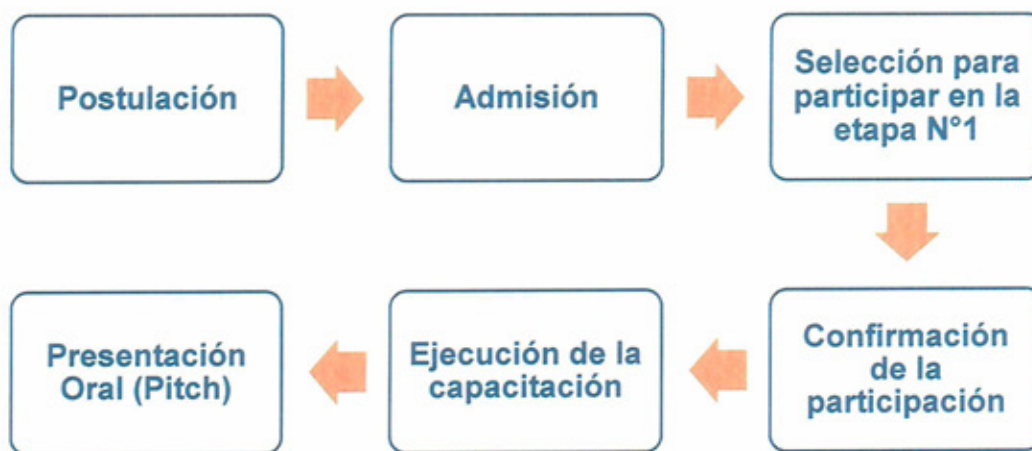 Postulación
Admisión
Selección para
participar en la
etapa N°1
Confirmación
de la
participación
Ejecución de la
capacitación
Presentación
Oral (Pitch)